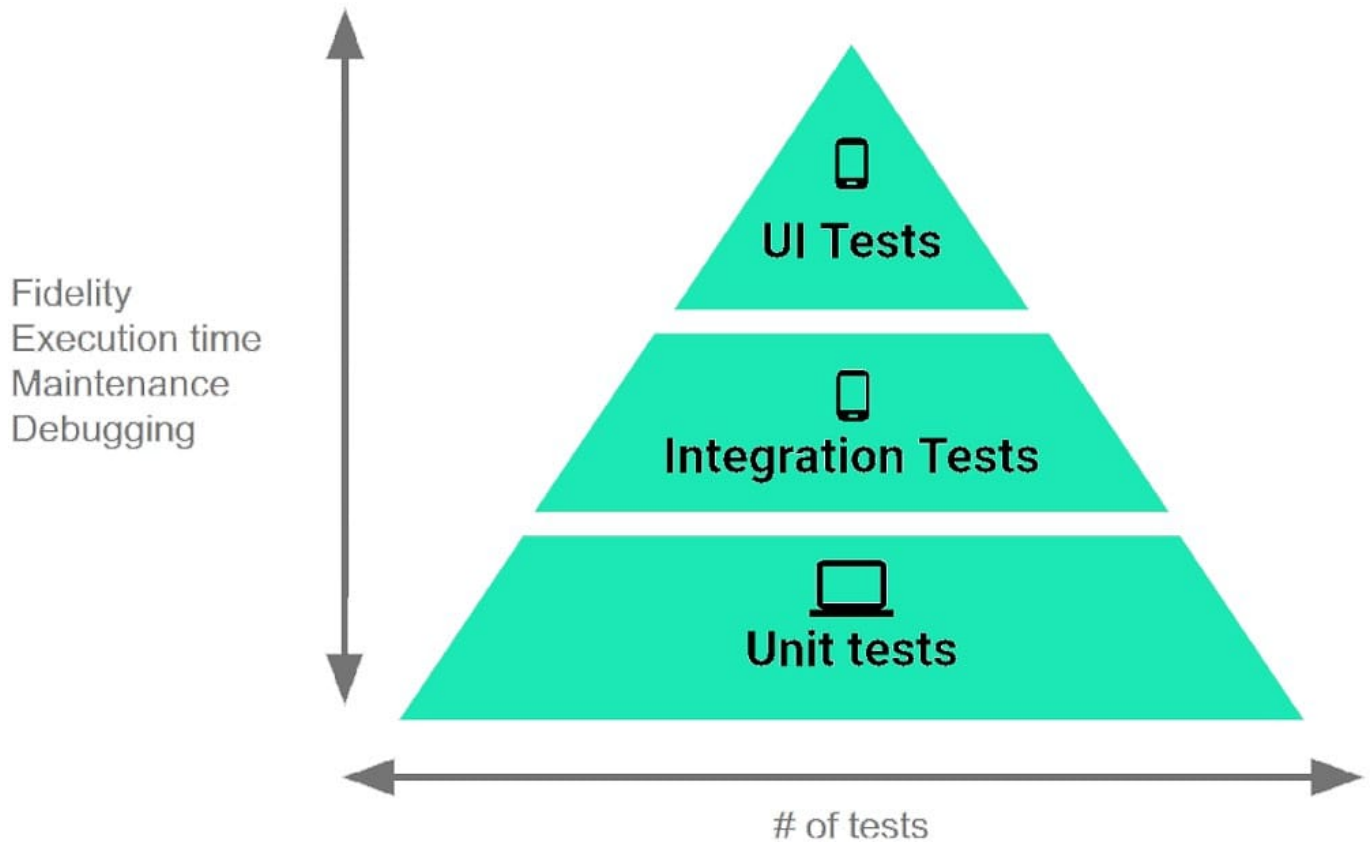 UI Tests
Fidelity
Execution time
Maintenance
Debugging
Integration Tests
Unit tests
# of tests